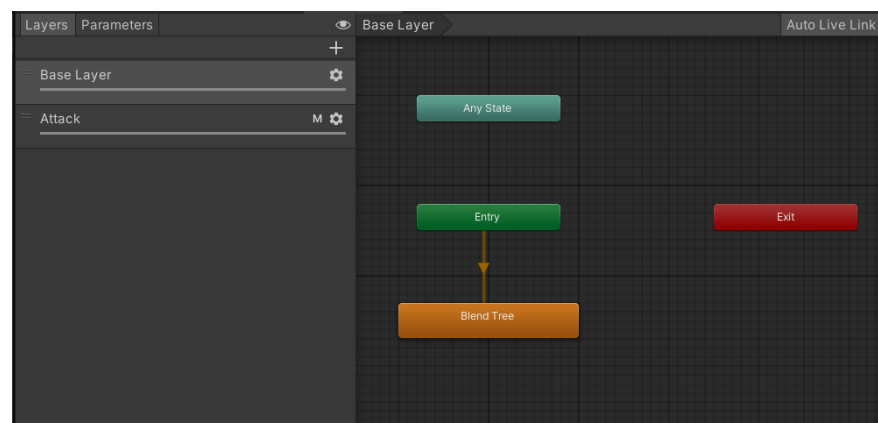 Layers Parameters
Base Layer
Auto Live Link
Base Layer
Attack M
Any State
Entry
Exit
Blend Tree